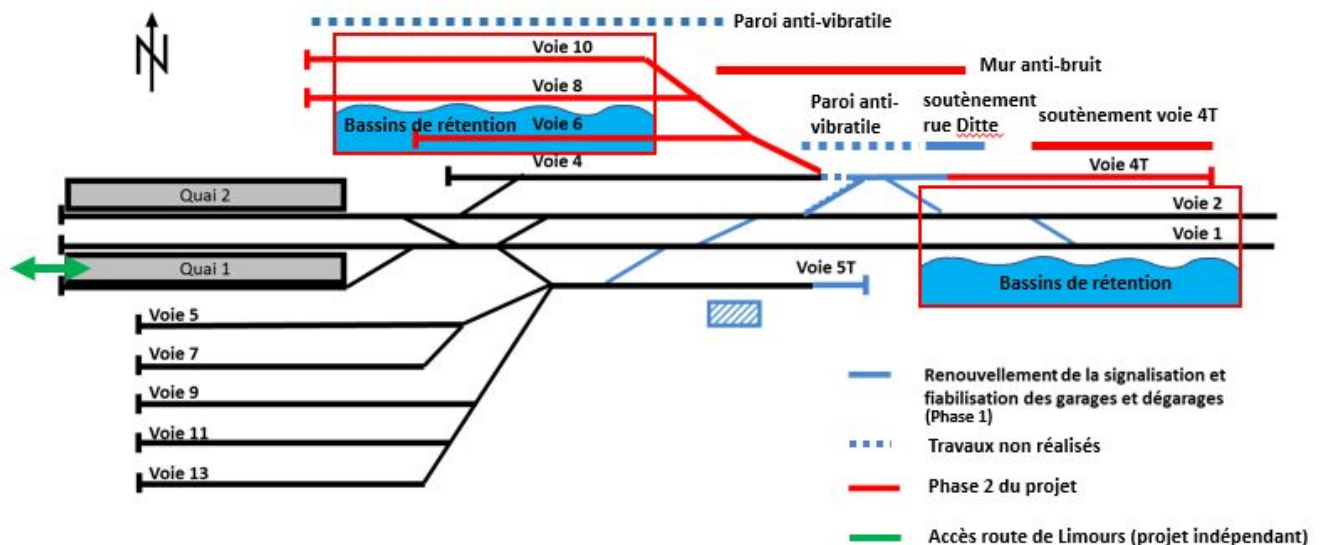 Paroi anti-vibratile
N
Voie 10
Mur anti-bruit
Voie 8
Paroi anti-
vibratile
soutènement
rue Ditte
soutènement voie 4T
Bassins de rétention
Voie 6
Voie 4
Voie 4T
Quai 2
Voie 2
Voie 1
Quai 1
Voie 5T
Bassins de rétention
Voie 5
Voie 7
Voie 9
Voie 11
Voie 13
Renouvellement de la signalisation et
fiabilisation des garages et dégarages
(Phase 1)
Travaux non réalisés
Phase 2 du projet
Accès route de Limours (projet indépendant)